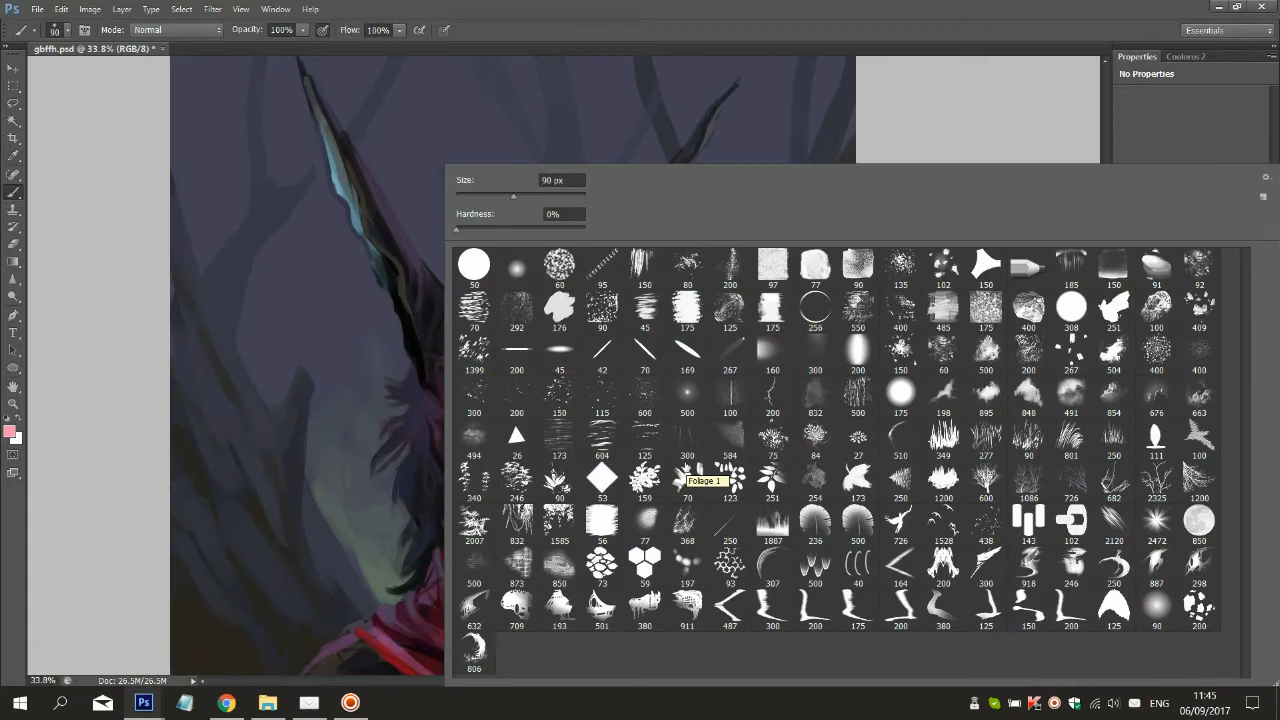 Ps File Edit Image Layer Type Select Filter View Window Help
90 Mode: Normal Opacity: 100% Flow: 100% Essentials
gbffh.psd @ 33.8% (RGB/8) *
Properties Coolorus 2
No Properties
Size: 90 px
Hardness: 0%
50 60 95 150 80 200 97 77 90 135 102 150 185 150 91 92
70 292 176 90 45 175 125 175 256 550 400 485 175 400 308 251 100 409
1399 200 45 42 70 169 267 160 300 200 150 60 500 200 267 504 400 400
300 200 150 115 600 500 100 200 832 500 175 198 895 848 491 854 676 663
494 26 173 604 125 300 584 75 84 27 510 349 277 90 801 250 56 100
Foliage 1
340 246 90 53 159 70 123 251 254 173 250 1200 600 1086 726 682 2325 1200
2007 832 1585 56 77 368 250 1887 236 500 726 1528 438 143 102 2120 2472 850
500 873 850 73 59 197 93 307 500 40 164 200 300 918 246 250 887 298
632 709 193 501 380 911 487 300 200 175 200 380 125 150 200 125 90 200
806
33.8% Doc: 26.5M/26.5M
Ps ENG 11:45
06/09/2017